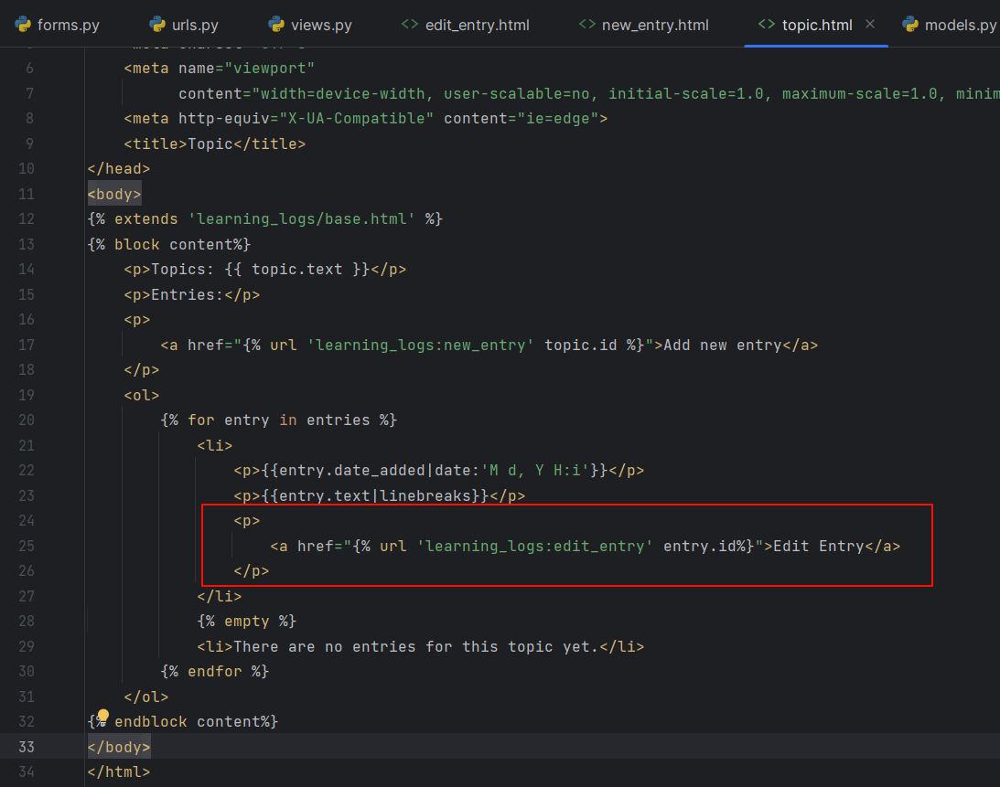 forms.py urls.py views.py <> edit_entry.html <> new_entry.html <> topic.html × models.py
6 <meta name="viewport"
7 content="width=device-width, user-scalable=no, initial-scale=1.0, maximum-scale=1.0, minim
8 <meta http-equiv="X-UA-Compatible" content="ie=edge">
9 <title>Topic</title>
10 </head>
11 <body>
12 {% extends 'learning_logs/base.html' %}
13 {% block content%}
14 <p>Topics: {{ topic.text }}</p>
15 <p>Entries:</p>
16 <p>
17 <a href="{% url 'learning_logs:new_entry' topic.id %}">Add new entry</a>
18 </p>
19 <ol>
20 {% for entry in entries %}
21 <li>
22 <p>{{entry.date_added|date:'M d, Y H:i'}}</p>
23 <p>{{entry.text|linebreaks}}</p>
24 <p>
25 <a href="{% url 'learning_logs:edit_entry' entry.id%}">Edit Entry</a>
26 </p>
27 </li>
28 {% empty %}
29 <li>There are no entries for this topic yet.</li>
30 {% endfor %}
31 </ol>
32 {% endblock content%}
33 </body>
34 </html>